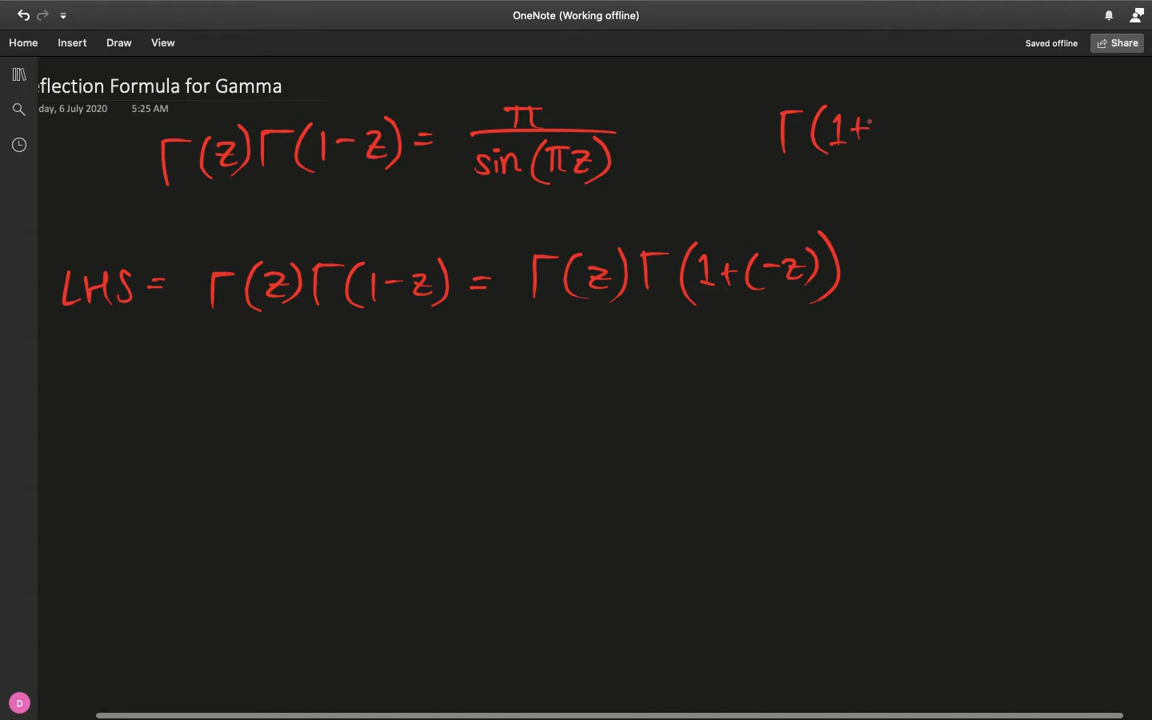 OneNote (Working offline)
Home Insert Draw View
Saved offline Share
eflection Formula for Gamma
day, 6 July 2020 5:25 AM
Γ(z)Γ(1-z) = π/sin(πz)
Γ(1+
LHS = Γ(z)Γ(1-z) = Γ(z)Γ(1+(-z))
D